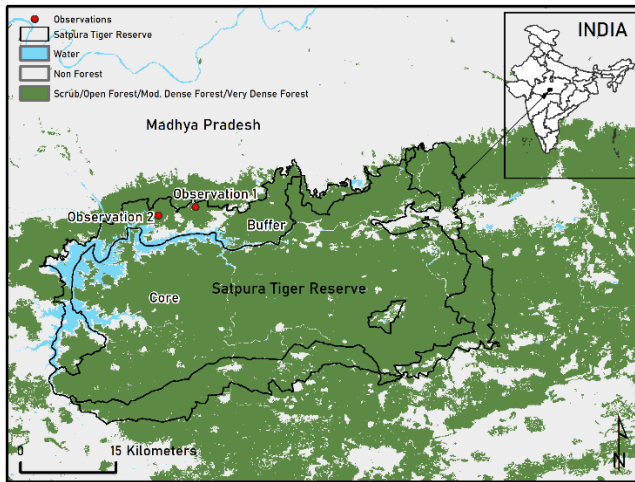 Observations
Satpura Tiger Reserve
Water
Non Forest
Scrub/Open Forest/Mod. Dense Forest/Very Dense Forest
INDIA
Madhya Pradesh
Observation 1
Observation 2
Buffer
Satpura Tiger Reserve
Core
0 15 Kilometers
N